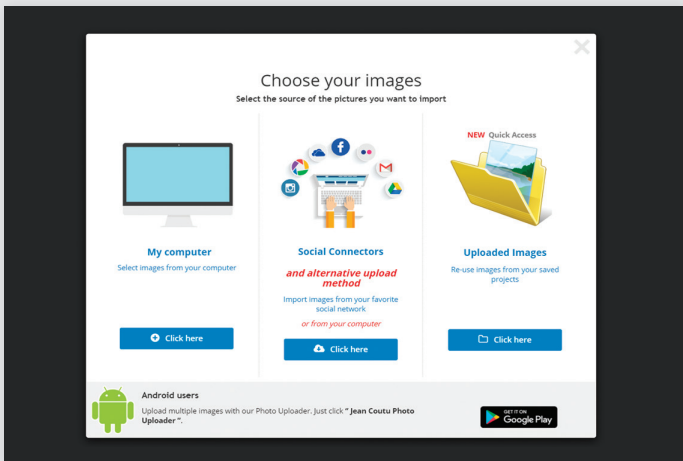 Choose your images
Select the source of the pictures you want to import
My computer
Select images from your computer
Click here
Social Connectors
and alternative upload
method
Import images from your favorite
social network
or from your computer
Click here
NEW Quick Access
Uploaded Images
Re-use images from your saved
projects
Click here
Android users
Upload multiple images with our Photo Uploader. Just click “ Jean Coutu Photo
Uploader “.
GET IT ON
Google Play